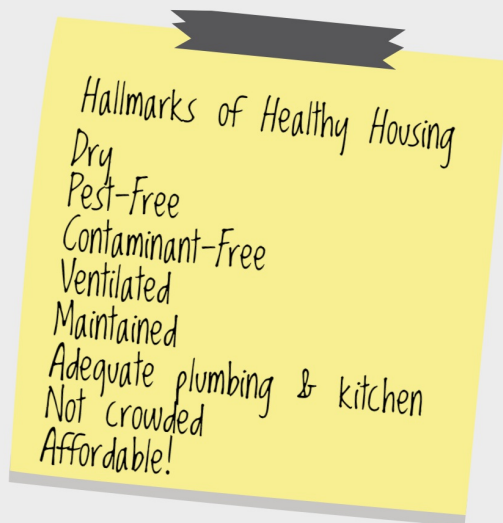 Hallmarks of Healthy Housing
Dry
Pest-Free
Contaminant-Free
Ventilated
Maintained
Adequate plumbing & kitchen
Not crowded
Affordable!